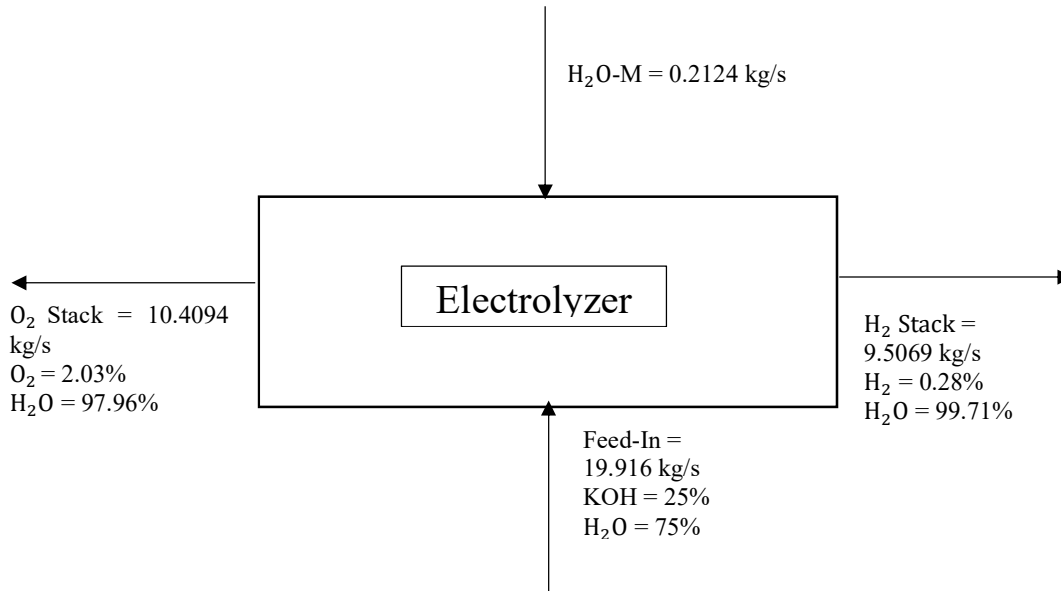 H₂O-M = 0.2124 kg/s
Electrolyzer
O₂ Stack = 10.4094
kg/s
O₂ = 2.03%
H₂O = 97.96%
H₂ Stack =
9.5069 kg/s
H₂ = 0.28%
H₂O = 99.71%
Feed-In =
19.916 kg/s
KOH = 25%
H₂O = 75%